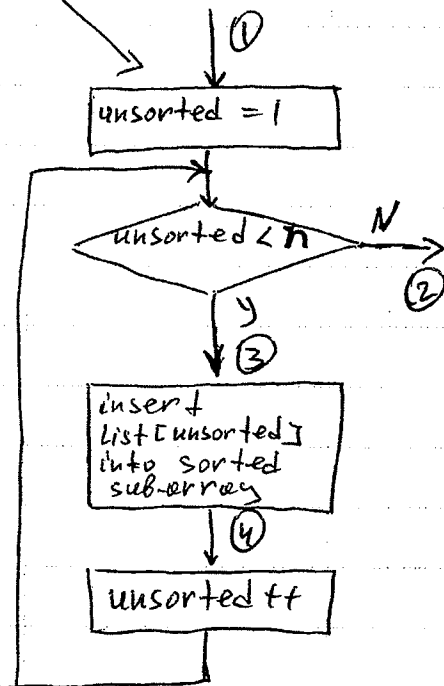 ①
unsorted = 1
unsorted < n
N
②
y
③
insert
List[unsorted]
into sorted
sub-array
④
unsorted ++